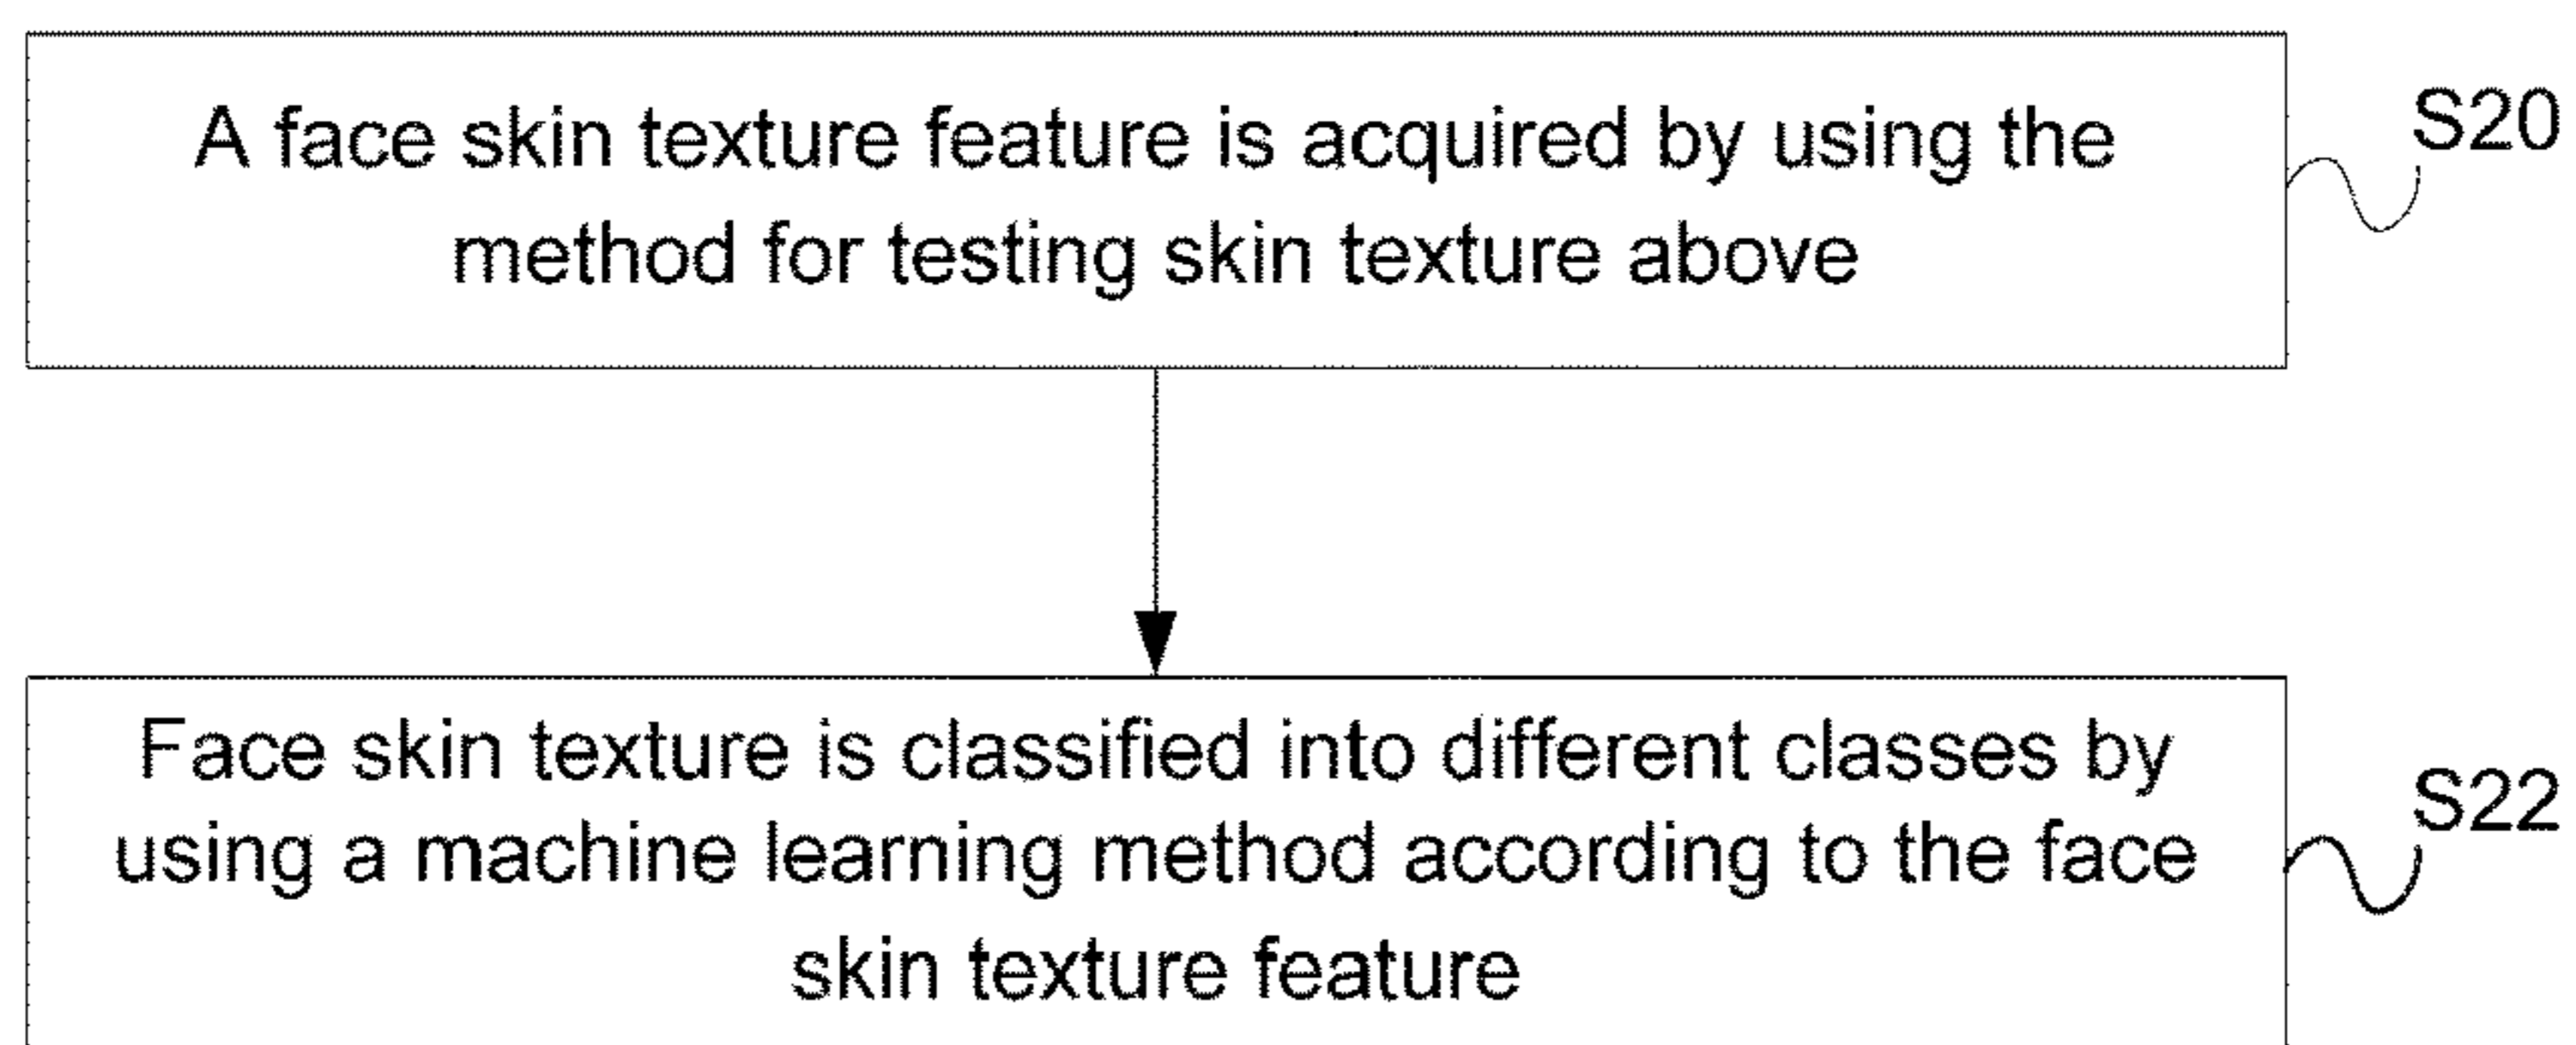 A face skin texture feature is acquired by using the
method for testing skin texture above
S20
Face skin texture is classified into different classes by
using a machine learning method according to the face
skin texture feature
S22